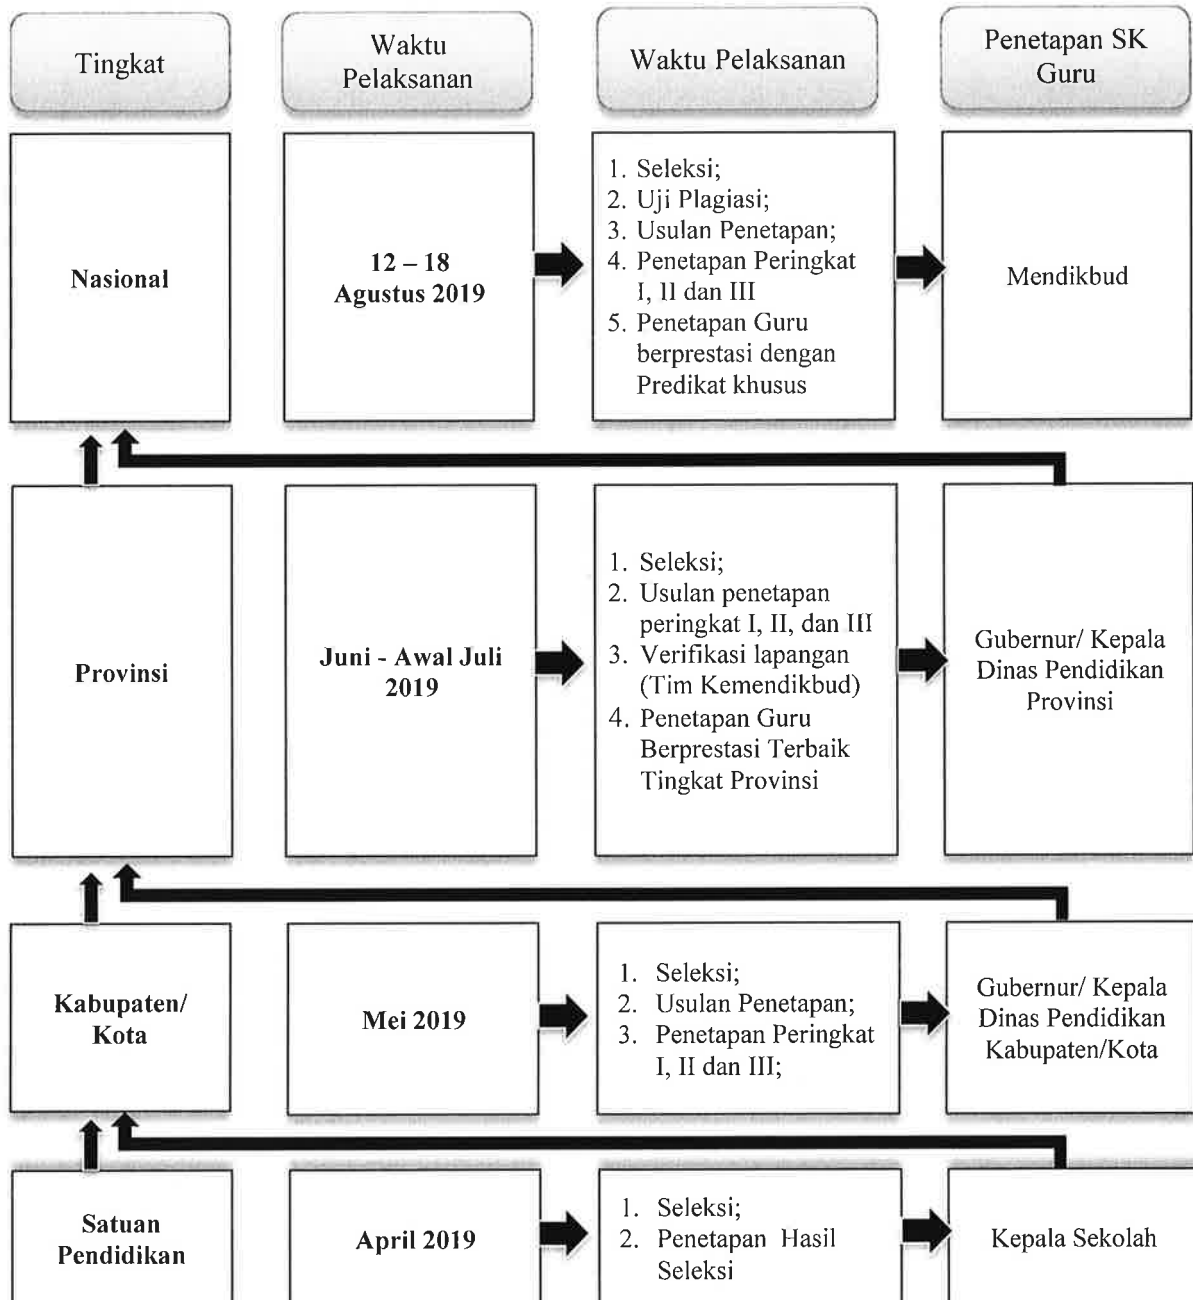 Tingkat
Waktu
Pelaksanan
Waktu Pelaksanan
Penetapan SK
Guru
Nasional
12 – 18
Agustus 2019
1. Seleksi;
2. Uji Plagiasi;
3. Usulan Penetapan;
4. Penetapan Peringkat
I, II dan III
5. Penetapan Guru
berprestasi dengan
Predikat khusus
Mendikbud
Provinsi
Juni - Awal Juli
2019
1. Seleksi;
2. Usulan penetapan
peringkat I, II, dan III
3. Verifikasi lapangan
(Tim Kemendikbud)
4. Penetapan Guru
Berprestasi Terbaik
Tingkat Provinsi
Gubernur/ Kepala
Dinas Pendidikan
Provinsi
Kabupaten/
Kota
Mei 2019
1. Seleksi;
2. Usulan Penetapan;
3. Penetapan Peringkat
I, II dan III;
Gubernur/ Kepala
Dinas Pendidikan
Kabupaten/Kota
Satuan
Pendidikan
April 2019
1. Seleksi;
2. Penetapan Hasil
Seleksi
Kepala Sekolah